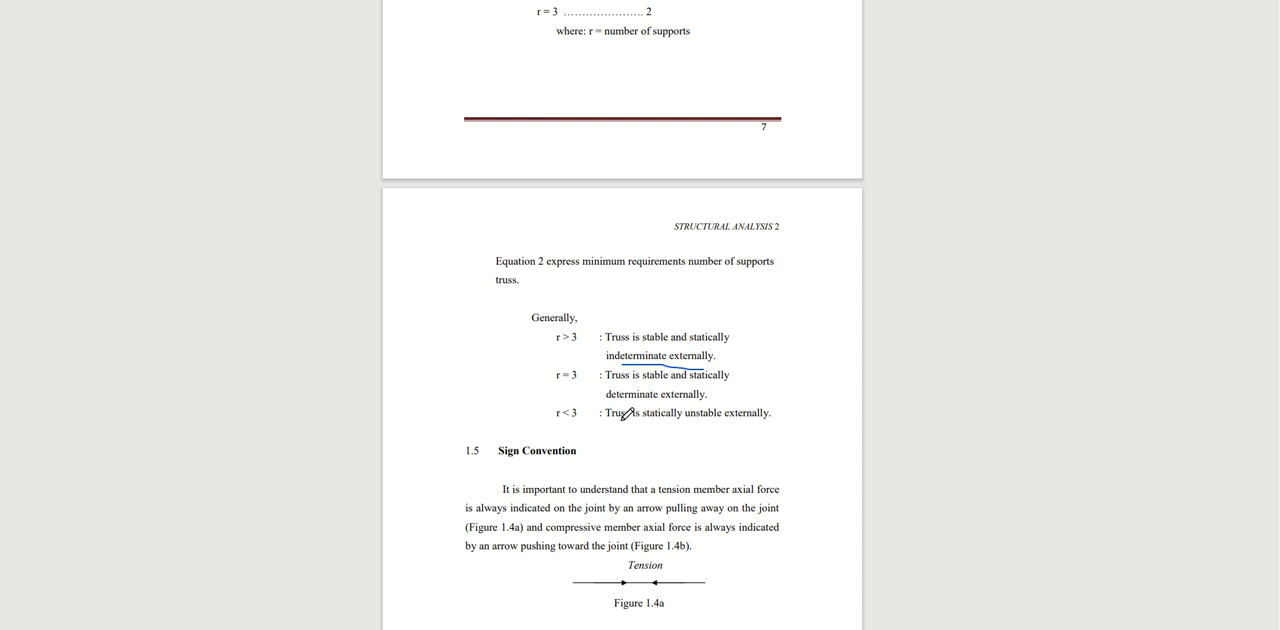 r = 3 ………………… 2
where: r = number of supports
7
STRUCTURAL ANALYSIS 2
Equation 2 express minimum requirements number of supports
truss.
Generally,
r > 3 : Truss is stable and statically
indeterminate externally.
r = 3 : Truss is stable and statically
determinate externally.
r < 3 : Truss is statically unstable externally.
1.5 Sign Convention
It is important to understand that a tension member axial force
is always indicated on the joint by an arrow pulling away on the joint
(Figure 1.4a) and compressive member axial force is always indicated
by an arrow pushing toward the joint (Figure 1.4b).
Tension
Figure 1.4a